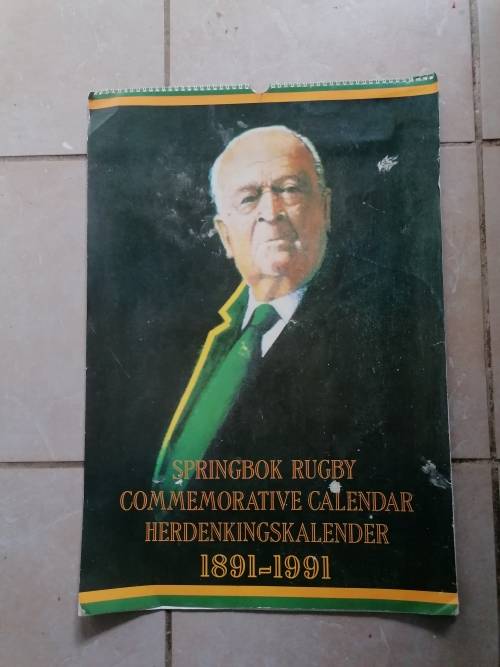 SPRINGBOK RUGBY
COMMEMORATIVE CALENDAR
HERDENKINGSKALENDER
1891-1991